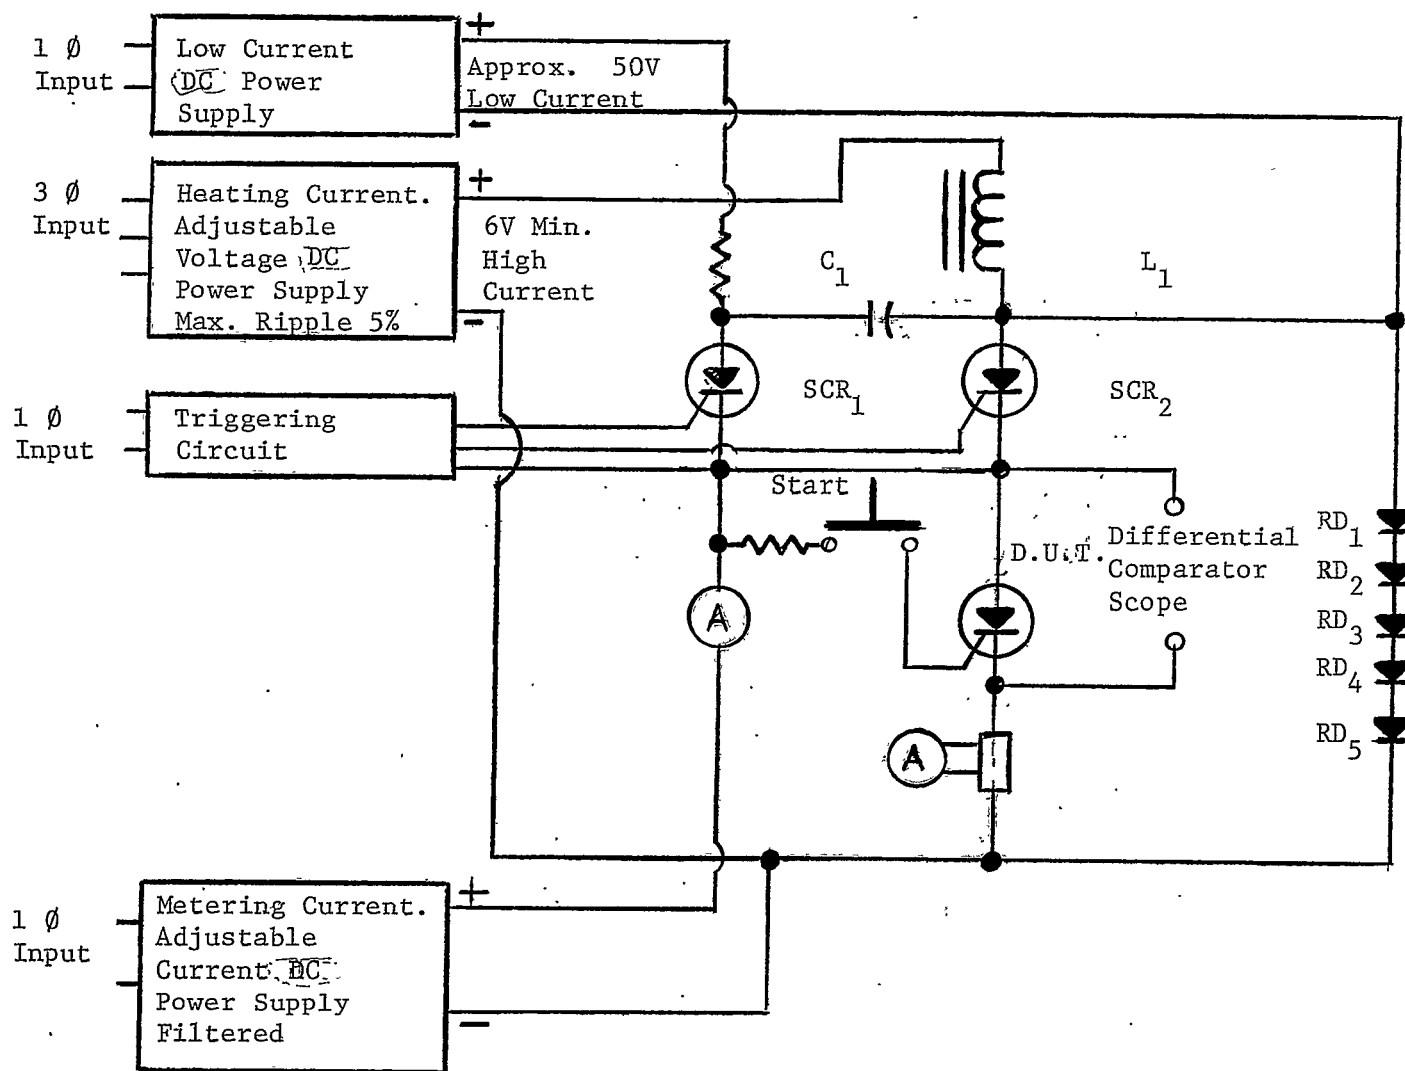 1 Ø
Input
Low Current
DC Power
Supply
+
Approx. 50V
Low Current
-
3 Ø
Input
Heating Current.
Adjustable
Voltage DC
Power Supply
Max. Ripple 5%
+
6V Min.
High
Current
-
C1
L1
1 Ø
Input
Triggering
Circuit
SCR1
SCR2
Start
D.U.T.
Differential
Comparator
Scope
RD1
RD2
RD3
RD4
RD5
A
A
1 Ø
Input
Metering Current.
Adjustable
Current DC
Power Supply
Filtered
+
-